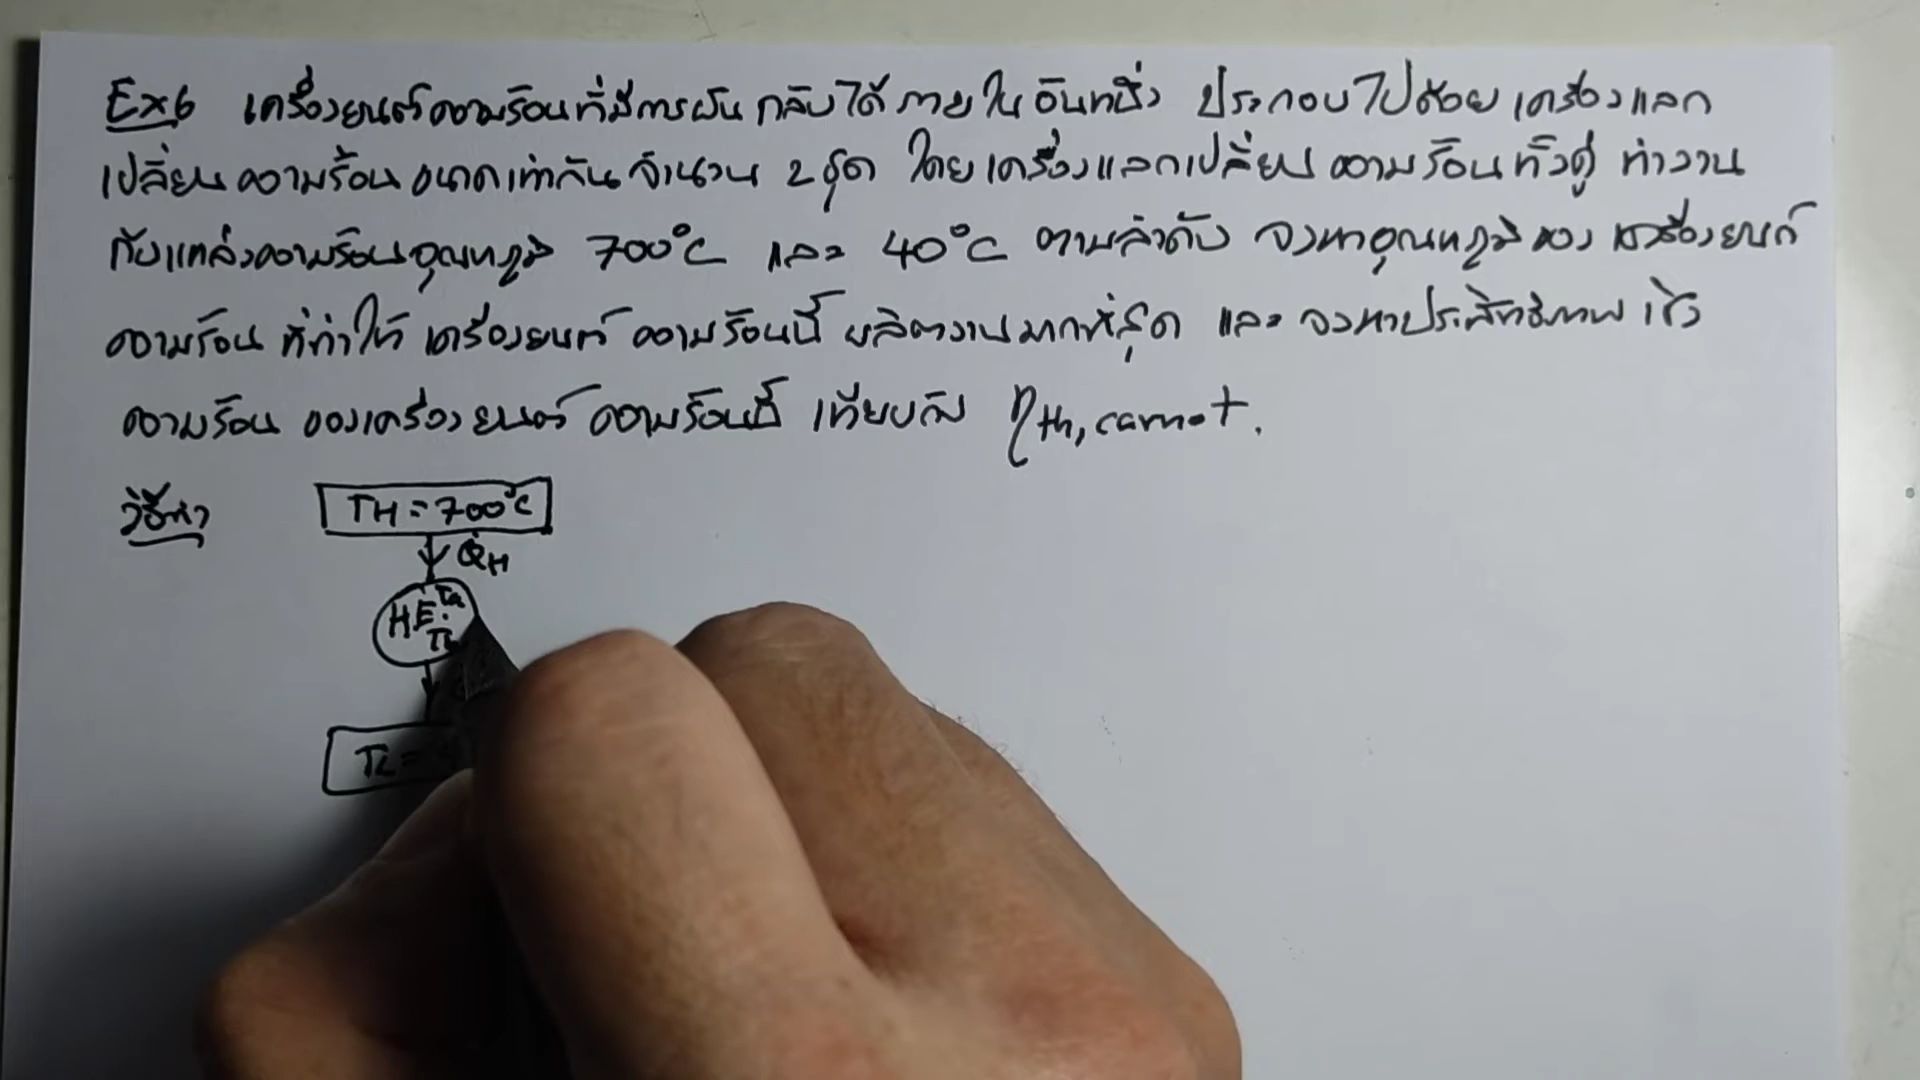 Ex6 เครื่องยนต์ความร้อนที่มีการผันกลับได้ภายในอันหนึ่ง ประกอบไปด้วยเครื่องแลก
เปลี่ยนความร้อนขนาดเท่ากันจำนวน 2 ชุด โดยเครื่องแลกเปลี่ยนความร้อนทั้งคู่ ทำงาน
กับแหล่งความร้อนอุณหภูมิ 700°C และ 40°C ตามลำดับ จงหาอุณหภูมิของเครื่องยนต์
ความร้อน ที่ทำให้เครื่องยนต์ความร้อนนี้ผลิตงานมากที่สุด และจงหาประสิทธิภาพเชิง
ความร้อน ของเครื่องยนต์ความร้อนนี้ เทียบกับ ηth, carnot.
วิธีทำ
TH = 700°C
Q̇H
HE.
TL =